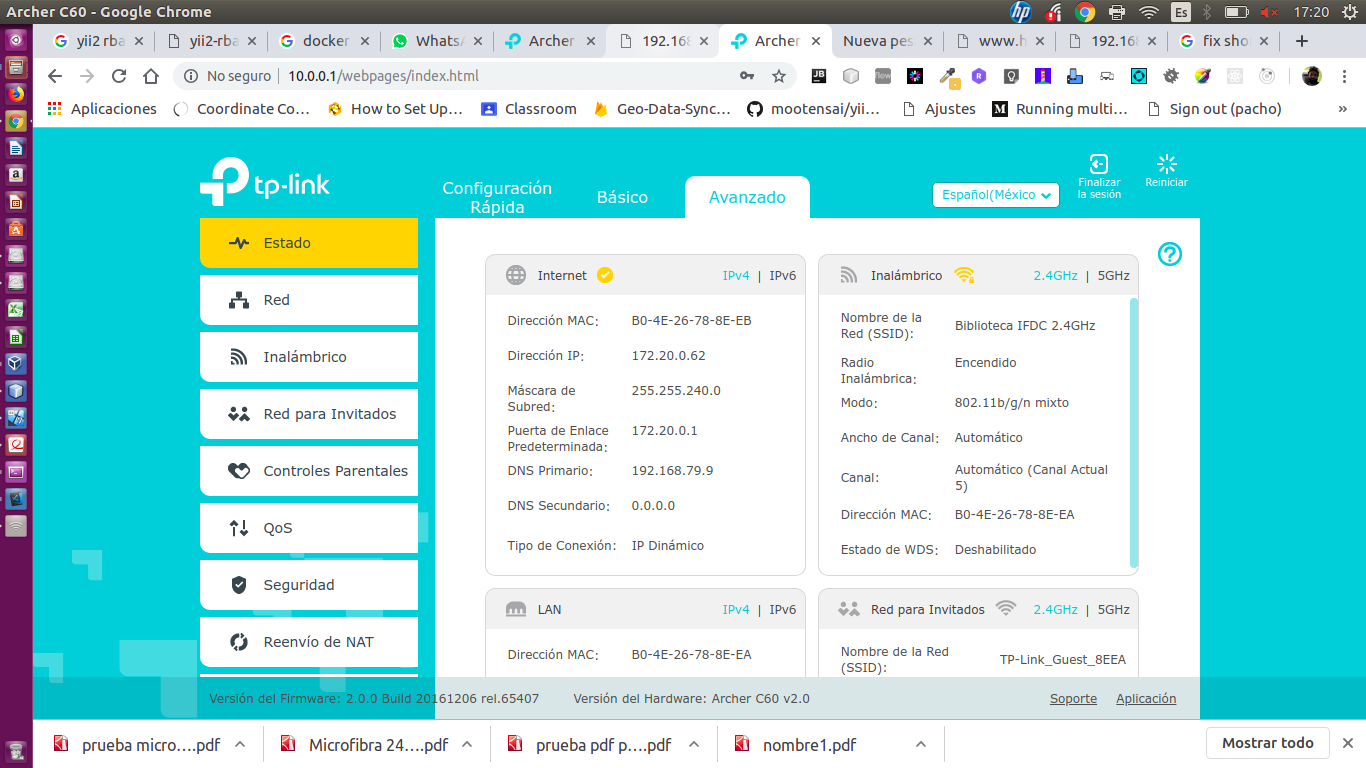 Archer C60 - Google Chrome
Es
17:20
yii2 rba
yii2-rba
docker
WhatsA
Archer
192.168
Archer
Nueva pes
www.h
192.168
fix sho
No seguro
10.0.0.1/webpages/index.html
JB
flow
R
Aplicaciones
Coordinate Co...
How to Set Up...
Classroom
Geo-Data-Sync...
mootensai/yii...
Ajustes
M Running multi...
Sign out (pacho)
»
tp-link
Configuración
Rápida
Básico
Avanzado
Español(México
Finalizar
la sesión
Reiniciar
Estado
Red
Inalámbrico
Red para Invitados
Controles Parentales
QoS
Seguridad
Reenvío de NAT
Internet
IPv4 | IPv6
Dirección MAC: B0-4E-26-78-8E-EB
Dirección IP: 172.20.0.62
Máscara de
Subred: 255.255.240.0
Puerta de Enlace
Predeterminada: 172.20.0.1
DNS Primario: 192.168.79.9
DNS Secundario: 0.0.0.0
Tipo de Conexión: IP Dinámico
Inalámbrico
2.4GHz | 5GHz
Nombre de la
Red (SSID): Biblioteca IFDC 2.4GHz
Radio
Inalámbrica: Encendido
Modo: 802.11b/g/n mixto
Ancho de Canal: Automático
Canal: Automático (Canal Actual
5)
Dirección MAC: B0-4E-26-78-8E-EA
Estado de WDS: Deshabilitado
LAN
IPv4 | IPv6
Dirección MAC: B0-4E-26-78-8E-EA
Red para Invitados
2.4GHz | 5GHz
Nombre de la Red
(SSID): TP-Link_Guest_8EEA
Versión del Firmware: 2.0.0 Build 20161206 rel.65407
Versión del Hardware: Archer C60 v2.0
Soporte
Aplicación
prueba micro....pdf
Microfibra 24....pdf
prueba pdf p....pdf
nombre1.pdf
Mostrar todo